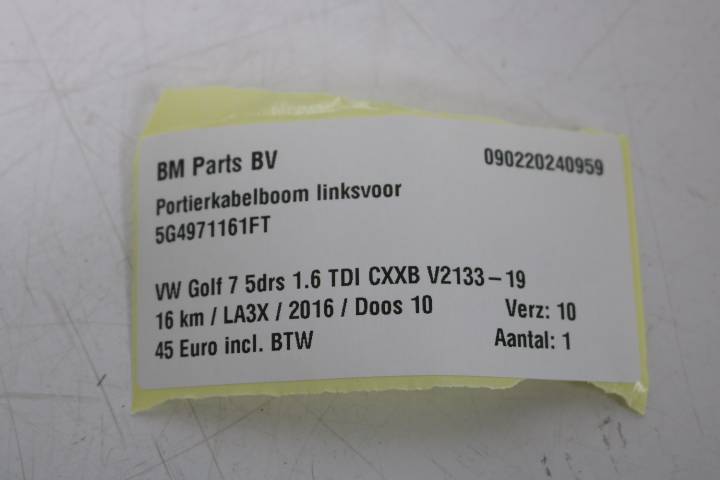 BM Parts BV 090220240959
Portierkabelboom linksvoor
5G4971161FT
VW Golf 7 5drs 1.6 TDI CXXB V2133-19
16 km / LA3X / 2016 / Doos 10 Verz: 10
45 Euro incl. BTW Aantal: 1